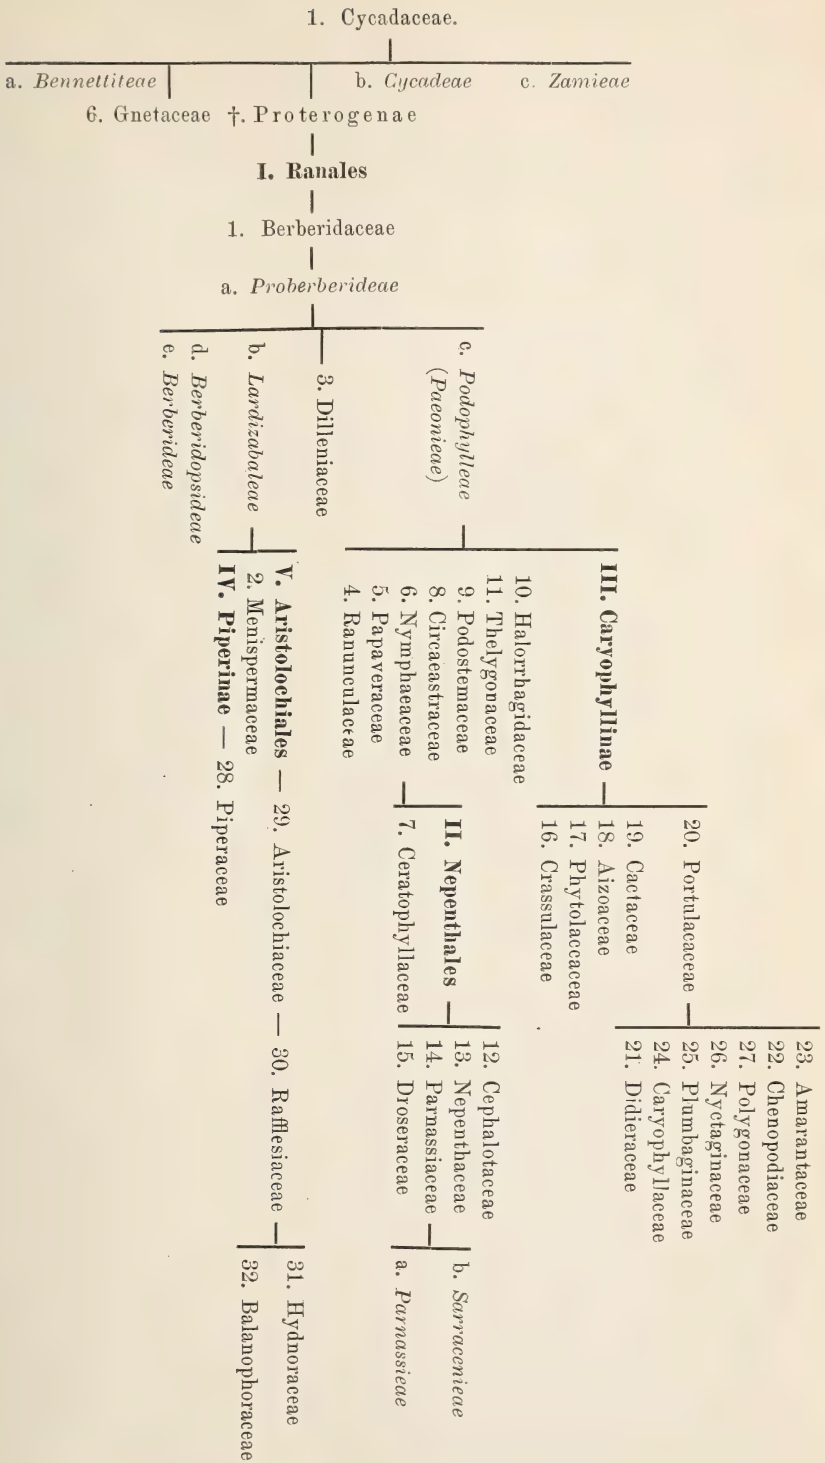 1. Cycadaceae.
a. Bennettiteae
b. Cycadeae
c. Zamieae
6. Gnetaceae
†. Proterogenae
I. Ranales
1. Berberidaceae
a. Proberberideae
c. Podophylleae
(Paeonieae)
3. Dilleniaceae
b. Lardizabaleae
d. Berberidopsideae
e. Berberideae
III. Caryophyllinae
10. Halorrhagidaceae
11. Thelygonaceae
9. Podostemaceae
8. Circaeastraceae
6. Nymphaeaceae
5. Papaveraceae
4. Ranunculaceae
V. Aristolochiales — 29. Aristolochiaceae — 30. Rafflesiaceae
2. Menispermaceae
IV. Piperinae — 28. Piperaceae
20. Portulacaceae
19. Cactaceae
18. Aizoaceae
17. Phytolaccaceae
16. Crassulaceae
II. Nepenthales
7. Ceratophyllaceae
23. Amarantaceae
22. Chenopodiaceae
27. Polygonaceae
26. Nyctaginaceae
25. Plumbaginaceae
24. Caryophyllaceae
21. Didieraceae
12. Cephalotaceae
13. Nepenthaceae
14. Parnassiaceae
15. Droseraceae
b. Sarracenieae
a. Parnassieae
31. Hydnoraceae
32. Balanophoraceae